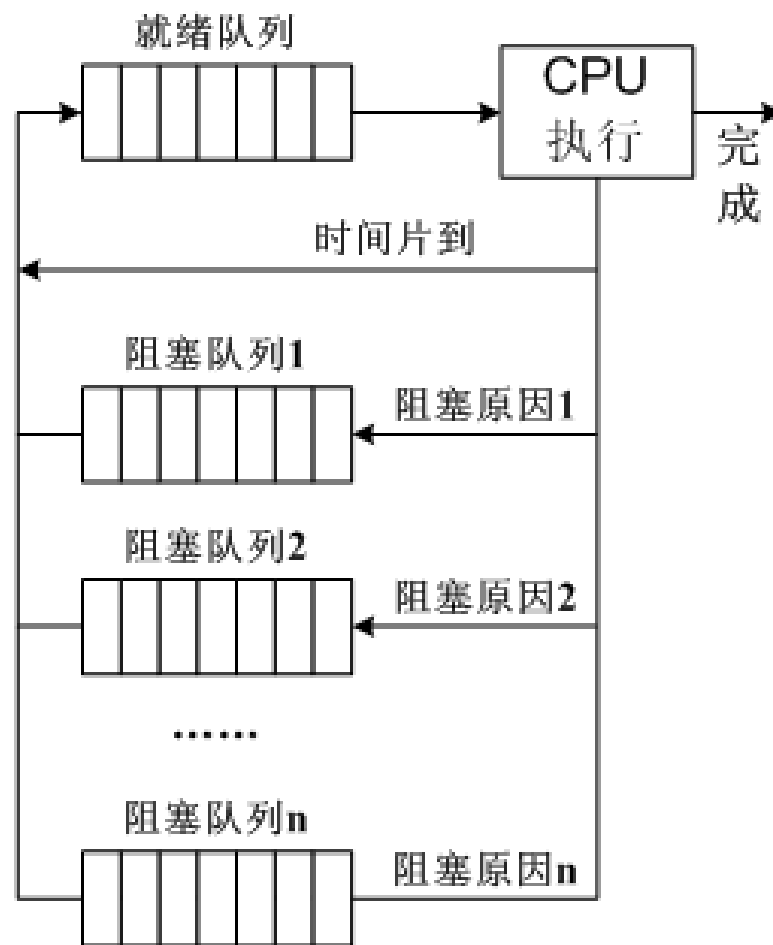 就绪队列
CPU
执行
完成
时间片到
阻塞队列1
阻塞原因1
阻塞队列2
阻塞原因2
......
阻塞队列n
阻塞原因n